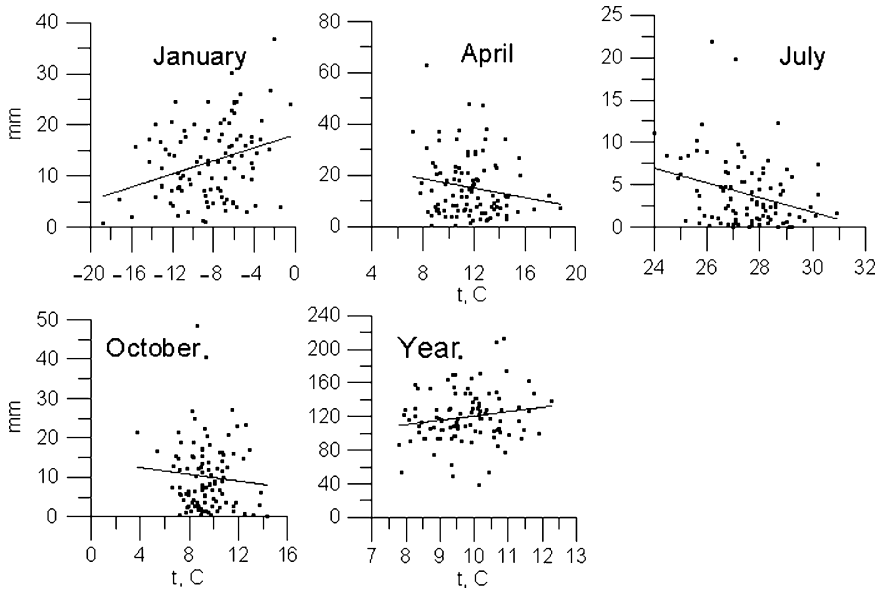 January
mm
40
30
20
10
0
−20 −16 −12 −8 −4 0
t, C
April
80
60
40
20
0
4 8 12 16 20
t, C
July
25
20
15
10
5
0
24 26 28 30 32
t, C
October
mm
50
40
30
20
10
0
0 4 8 12 16
t, C
Year
240
200
160
120
80
40
0
7 8 9 10 11 12 13
t, C